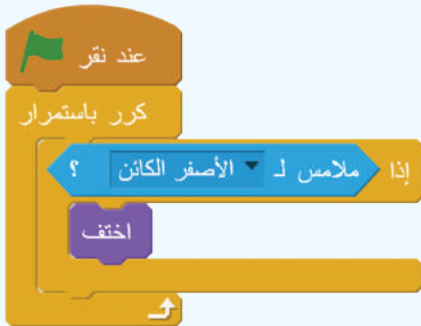 عند نقر
كرر باستمرار
إذا ملامس لـ الأصفر الكائن ؟
اختف